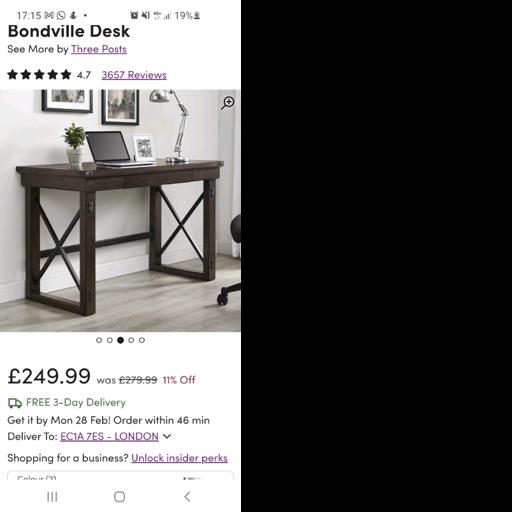 17:15 19%
Bondville Desk
See More by Three Posts
4.7 3657 Reviews
£249.99 was £279.99 11% Off
FREE 3-Day Delivery
Get it by Mon 28 Feb! Order within 46 min
Deliver To: EC1A 7ES - LONDON
Shopping for a business? Unlock insider perks
Colour (2)